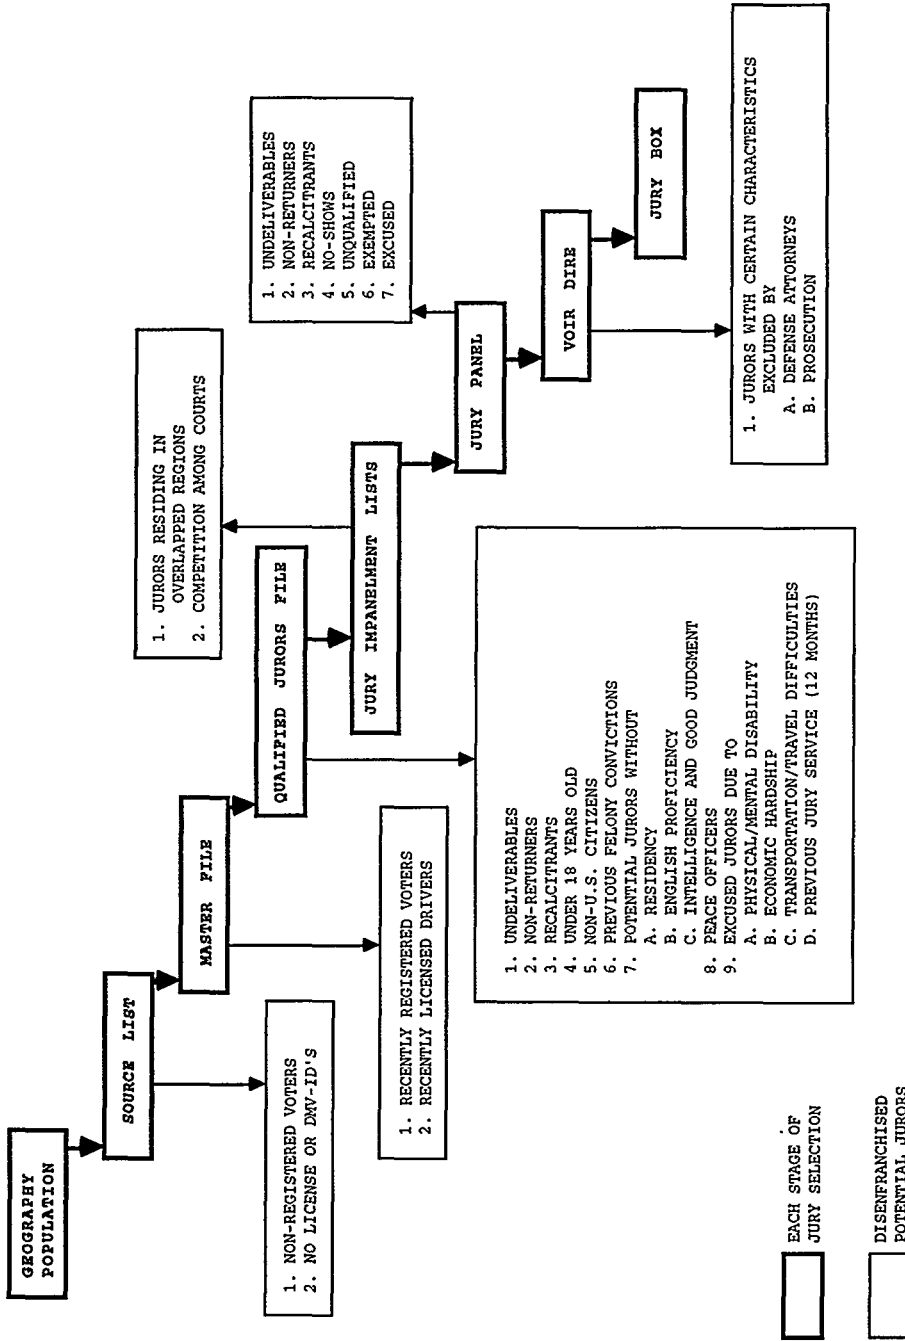 GEOGRAPHY
POPULATION
SOURCE LIST
1. NON-REGISTERED VOTERS
2. NO LICENSE OR DMV-ID'S
MASTER FILE
1. RECENTLY REGISTERED VOTERS
2. RECENTLY LICENSED DRIVERS
QUALIFIED JURORS FILE
1. UNDELIVERABLES
2. NON-RETURNERS
3. RECALCITRANTS
4. UNDER 18 YEARS OLD
5. NON-U.S. CITIZENS
6. PREVIOUS FELONY CONVICTIONS
7. POTENTIAL JURORS WITHOUT
A. RESIDENCY
B. ENGLISH PROFICIENCY
C. INTELLIGENCE AND GOOD JUDGMENT
8. PEACE OFFICERS
9. EXCUSED JURORS DUE TO
A. PHYSICAL/MENTAL DISABILITY
B. ECONOMIC HARDSHIP
C. TRANSPORTATION/TRAVEL DIFFICULTIES
D. PREVIOUS JURY SERVICE (12 MONTHS)
JURY IMPANELMENT LISTS
1. JURORS RESIDING IN
OVERLAPPED REGIONS
2. COMPETITION AMONG COURTS
JURY PANEL
1. UNDELIVERABLES
2. NON-RETURNERS
3. RECALCITRANTS
4. NO-SHOWS
5. UNQUALIFIED
6. EXEMPTED
7. EXCUSED
VOIR DIRE
1. JURORS WITH CERTAIN CHARACTERISTICS
EXCLUDED BY
A. DEFENSE ATTORNEYS
B. PROSECUTION
JURY BOX
EACH STAGE OF
JURY SELECTION
DISENFRANCHISED
POTENTIAL JURORS